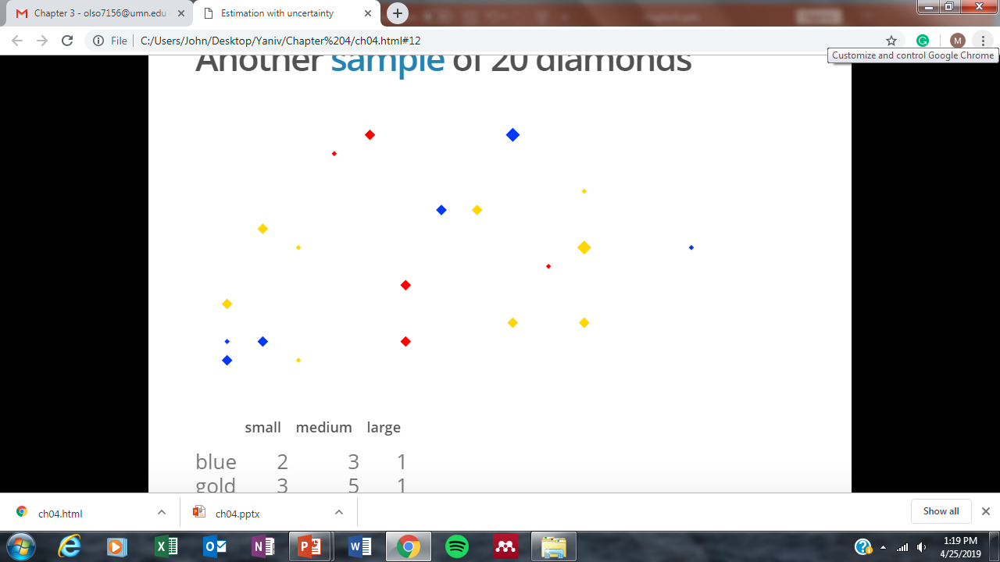 Chapter 3 - olso7156@umn.edu
Estimation with uncertainty
File
C:/Users/John/Desktop/Yaniv/Chapter%204/ch04.html#12
M
Customize and control Google Chrome
Another sample of 20 diamonds
small medium large
blue 2 3 1
gold 3 5 1
ch04.html
ch04.pptx
Show all
1:19 PM
4/25/2019